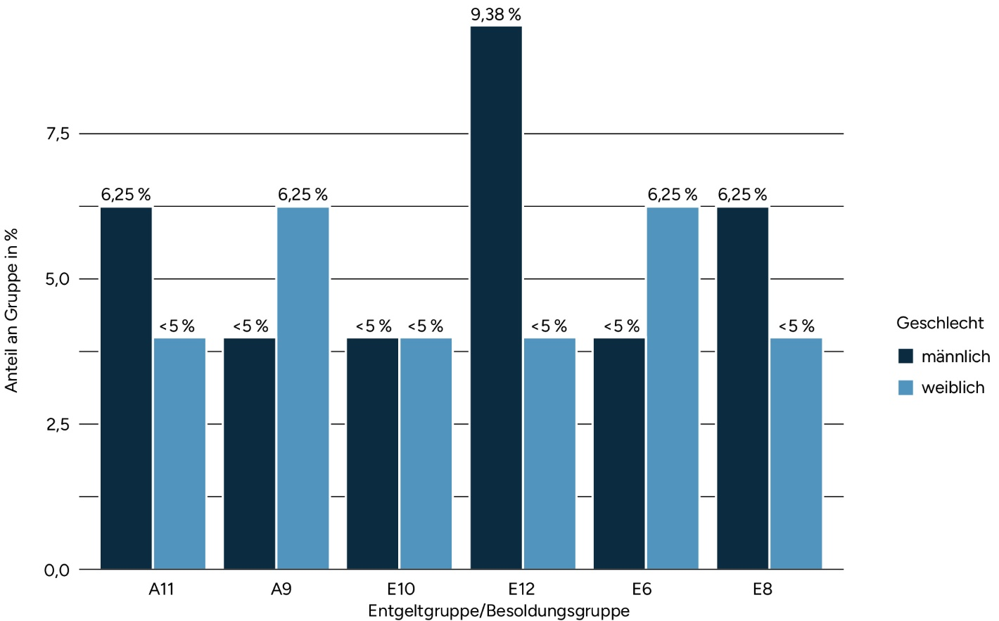 9,38 %
7,5
6,25 % 6,25 % 6,25 % 6,25 %
5,0
<5 % <5 % <5 % <5 % <5 % <5 % <5 %
2,5
0,0
A11 A9 E10 E12 E6 E8
Entgeltgruppe/Besoldungsgruppe
Anteil an Gruppe in %
Geschlecht
männlich
weiblich